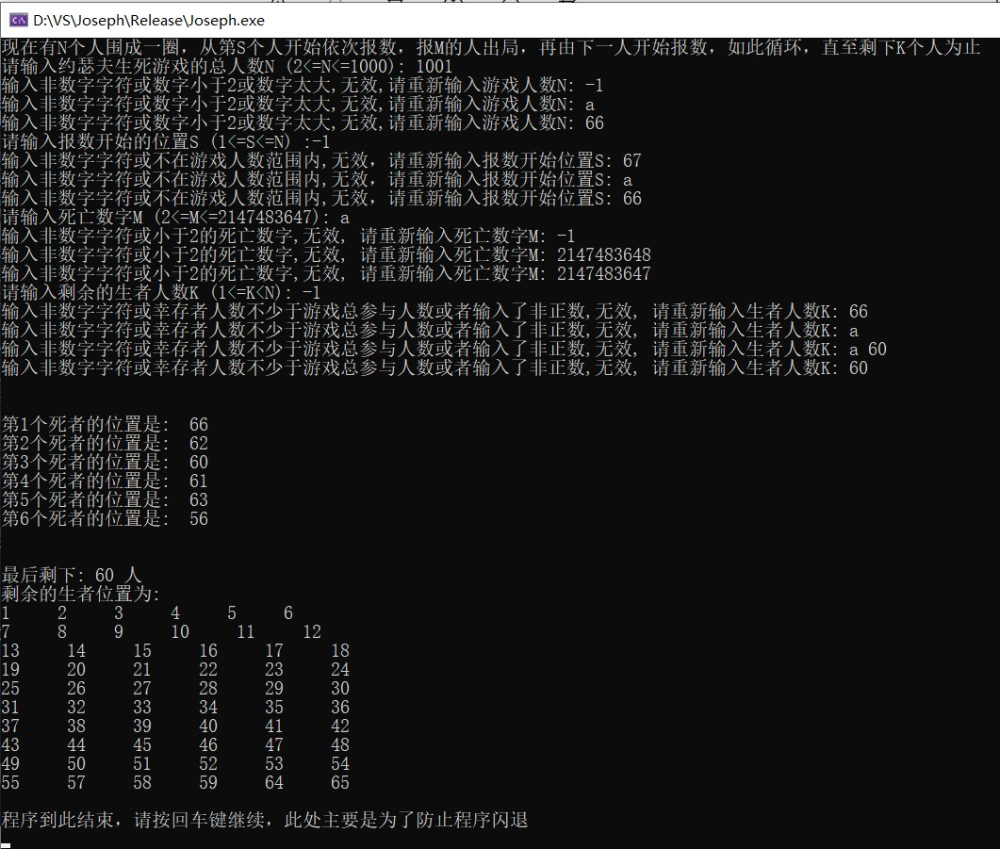 D:\VS\Joseph\Release\Joseph.exe
现在有N个人围成一圈，从第S个人开始依次报数，报M的人出局，再由下一人开始报数，如此循环，直至剩下K个人为止
请输入约瑟夫生死游戏的总人数N (2<=N<=1000): 1001
输入非数字字符或数字小于2或数字太大,无效,请重新输入游戏人数N: -1
输入非数字字符或数字小于2或数字太大,无效,请重新输入游戏人数N: a
输入非数字字符或数字小于2或数字太大,无效,请重新输入游戏人数N: 66
请输入报数开始的位置S (1<=S<=N) :-1
输入非数字字符或不在游戏人数范围内,无效，请重新输入报数开始位置S: 67
输入非数字字符或不在游戏人数范围内,无效，请重新输入报数开始位置S: a
输入非数字字符或不在游戏人数范围内,无效，请重新输入报数开始位置S: 66
请输入死亡数字M (2<=M<=2147483647): a
输入非数字字符或小于2的死亡数字,无效, 请重新输入死亡数字M: -1
输入非数字字符或小于2的死亡数字,无效, 请重新输入死亡数字M: 2147483648
输入非数字字符或小于2的死亡数字,无效, 请重新输入死亡数字M: 2147483647
请输入剩余的生者人数K (1<=K<N): -1
输入非数字字符或幸存者人数不少于游戏总参与人数或者输入了非正数,无效, 请重新输入生者人数K: 66
输入非数字字符或幸存者人数不少于游戏总参与人数或者输入了非正数,无效, 请重新输入生者人数K: a
输入非数字字符或幸存者人数不少于游戏总参与人数或者输入了非正数,无效, 请重新输入生者人数K: a 60
输入非数字字符或幸存者人数不少于游戏总参与人数或者输入了非正数,无效, 请重新输入生者人数K: 60
第1个死者的位置是: 66
第2个死者的位置是: 62
第3个死者的位置是: 60
第4个死者的位置是: 61
第5个死者的位置是: 63
第6个死者的位置是: 56
最后剩下: 60 人
剩余的生者位置为:
1 2 3 4 5 6
7 8 9 10 11 12
13 14 15 16 17 18
19 20 21 22 23 24
25 26 27 28 29 30
31 32 33 34 35 36
37 38 39 40 41 42
43 44 45 46 47 48
49 50 51 52 53 54
55 57 58 59 64 65
程序到此结束，请按回车键继续，此处主要是为了防止程序闪退